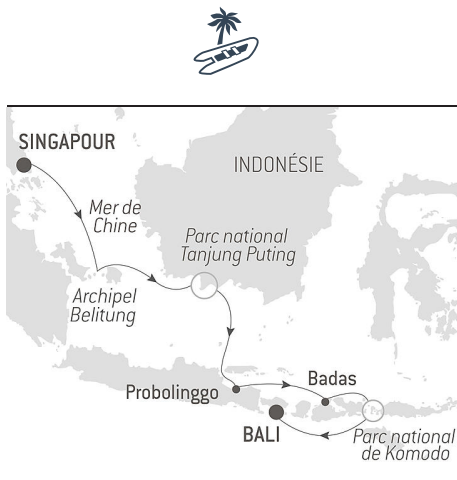 SINGAPOUR
INDONÉSIE
Mer de
Chine
Parc national
Tanjung Puting
Archipel
Belitung
Badas
Probolinggo
BALI
Parc national
de Komodo